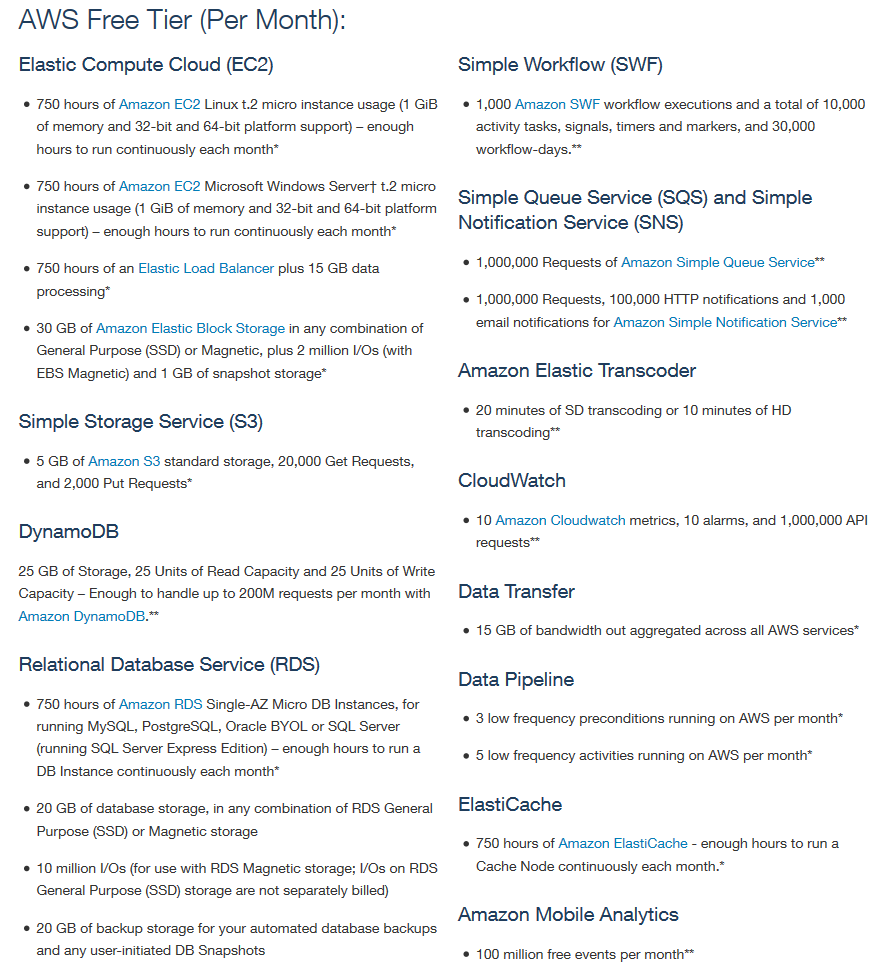 AWS Free Tier (Per Month):
Elastic Compute Cloud (EC2)
• 750 hours of Amazon EC2 Linux t.2 micro instance usage (1 GiB
of memory and 32-bit and 64-bit platform support) – enough
hours to run continuously each month*
• 750 hours of Amazon EC2 Microsoft Windows Server† t.2 micro
instance usage (1 GiB of memory and 32-bit and 64-bit platform
support) – enough hours to run continuously each month*
• 750 hours of an Elastic Load Balancer plus 15 GB data
processing*
• 30 GB of Amazon Elastic Block Storage in any combination of
General Purpose (SSD) or Magnetic, plus 2 million I/Os (with
EBS Magnetic) and 1 GB of snapshot storage*
Simple Storage Service (S3)
• 5 GB of Amazon S3 standard storage, 20,000 Get Requests,
and 2,000 Put Requests*
DynamoDB
25 GB of Storage, 25 Units of Read Capacity and 25 Units of Write
Capacity – Enough to handle up to 200M requests per month with
Amazon DynamoDB.**
Relational Database Service (RDS)
• 750 hours of Amazon RDS Single-AZ Micro DB Instances, for
running MySQL, PostgreSQL, Oracle BYOL or SQL Server
(running SQL Server Express Edition) – enough hours to run a
DB Instance continuously each month*
• 20 GB of database storage, in any combination of RDS General
Purpose (SSD) or Magnetic storage
• 10 million I/Os (for use with RDS Magnetic storage; I/Os on RDS
General Purpose (SSD) storage are not separately billed)
• 20 GB of backup storage for your automated database backups
and any user-initiated DB Snapshots
Simple Workflow (SWF)
• 1,000 Amazon SWF workflow executions and a total of 10,000
activity tasks, signals, timers and markers, and 30,000
workflow-days.**
Simple Queue Service (SQS) and Simple
Notification Service (SNS)
• 1,000,000 Requests of Amazon Simple Queue Service**
• 1,000,000 Requests, 100,000 HTTP notifications and 1,000
email notifications for Amazon Simple Notification Service**
Amazon Elastic Transcoder
• 20 minutes of SD transcoding or 10 minutes of HD
transcoding**
CloudWatch
• 10 Amazon Cloudwatch metrics, 10 alarms, and 1,000,000 API
requests**
Data Transfer
• 15 GB of bandwidth out aggregated across all AWS services*
Data Pipeline
• 3 low frequency preconditions running on AWS per month*
• 5 low frequency activities running on AWS per month*
ElastiCache
• 750 hours of Amazon ElastiCache - enough hours to run a
Cache Node continuously each month.*
Amazon Mobile Analytics
• 100 million free events per month**